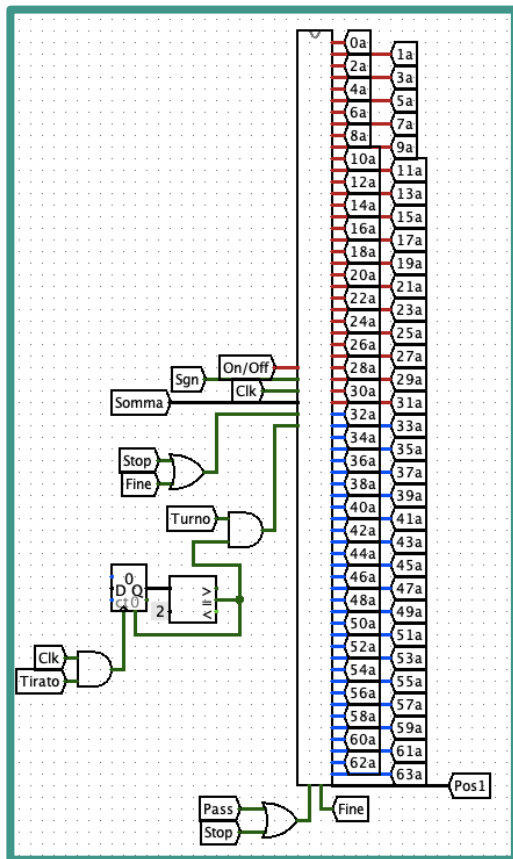 0a
1a
2a
3a
4a
5a
6a
7a
8a
9a
10a
11a
12a
13a
14a
15a
16a
17a
18a
19a
20a
21a
22a
23a
24a
25a
26a
27a
On/Off
28a
Sgn
29a
Clk
30a
Somma
31a
32a
33a
34a
35a
Stop
36a
37a
Fine
38a
39a
40a
Turno
41a
42a
43a
44a
45a
0
46a
D Q
>
47a
ct 0
=
2
<
48a
49a
50a
51a
52a
Clk
53a
54a
Tirato
55a
56a
57a
58a
59a
60a
61a
62a
63a
Pos1
Pass
Fine
Stop